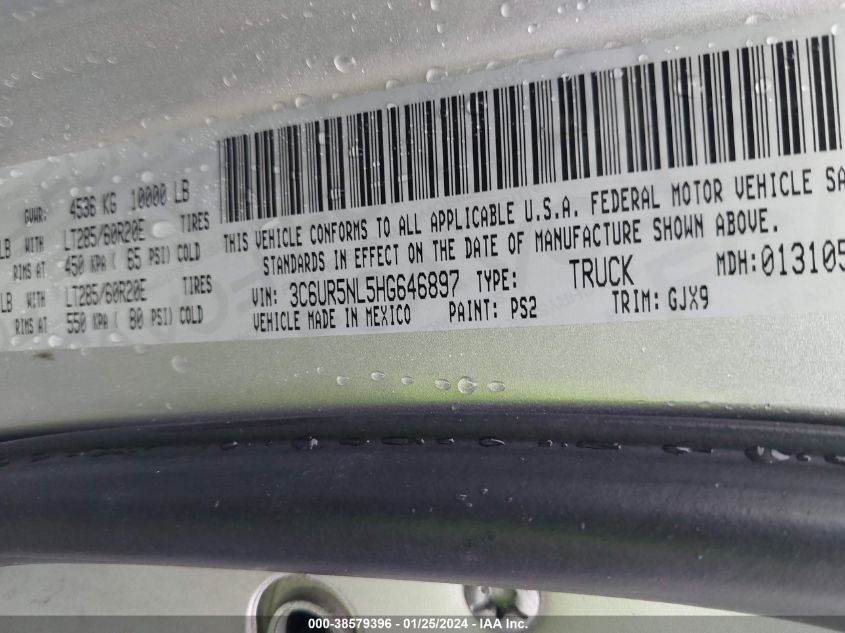 GVWR: 4536 KG 10000 LB
LB WITH LT285/60R20E TIRES
RIMS AT 450 KPA ( 65 PSI) COLD
LB WITH LT285/60R20E TIRES
RIMS AT 550 KPA ( 80 PSI) COLD
THIS VEHICLE CONFORMS TO ALL APPLICABLE U.S.A. FEDERAL MOTOR VEHICLE SA
STANDARDS IN EFFECT ON THE DATE OF MANUFACTURE SHOWN ABOVE.
VIN: 3C6UR5NL5HG646897 TYPE: TRUCK MDH:013105
VEHICLE MADE IN MEXICO PAINT: PS2 TRIM: GJX9
000-38579396 - 01/25/2024 - IAA Inc.